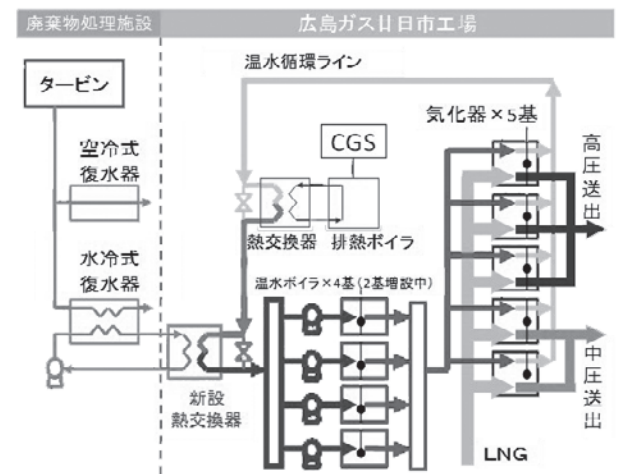 廃棄物処理施設
広島ガス廿日市工場
温水循環ライン
タービン
気化器×5基
CGS
高圧送出
空冷式
復水器
熱交換器
排熱ボイラ
水冷式
復水器
温水ボイラ×4基(2基増設中)
中圧送出
新設
熱交換器
LNG